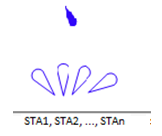 STA1, STA2, ..., STAn